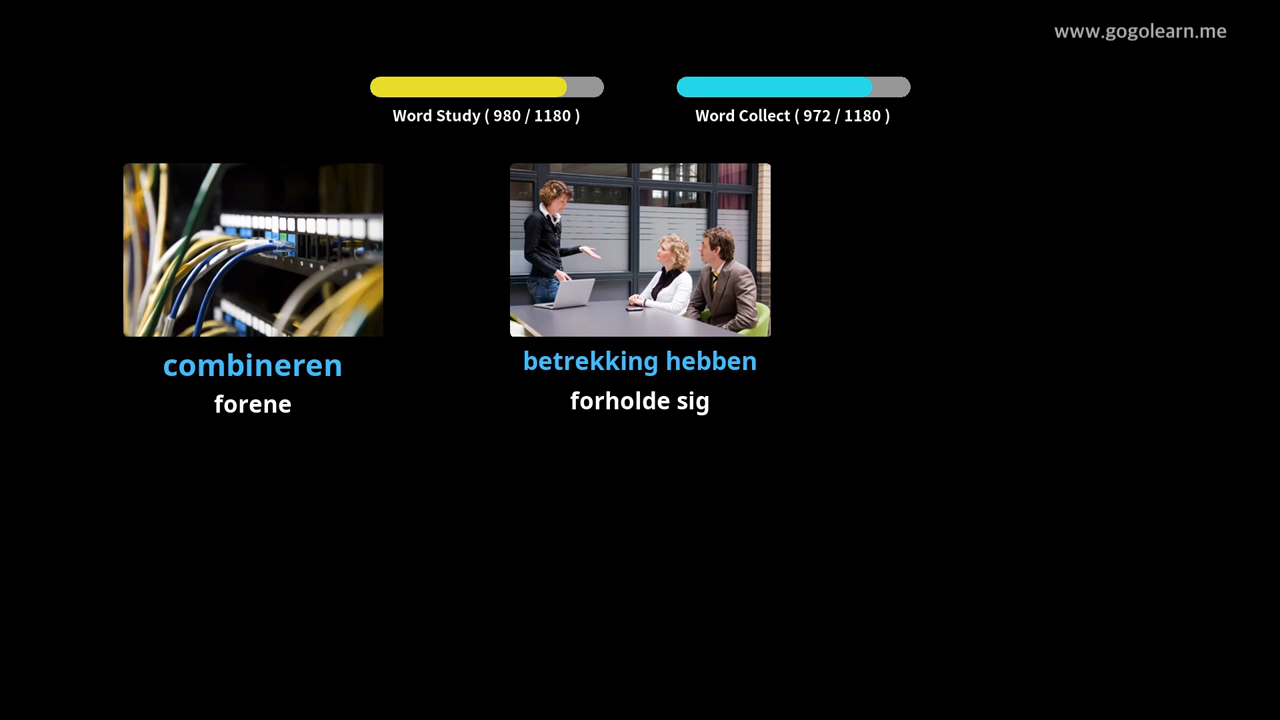 www.gogolearn.me
Word Study ( 980 / 1180 )
Word Collect ( 972 / 1180 )
combineren
forene
betrekking hebben
forholde sig